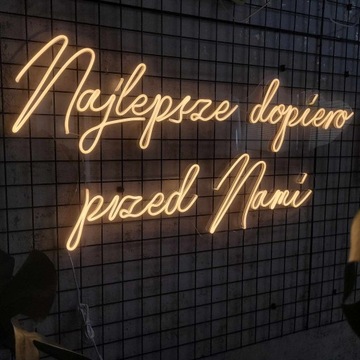 Najlepsze dopiero
przed Nami